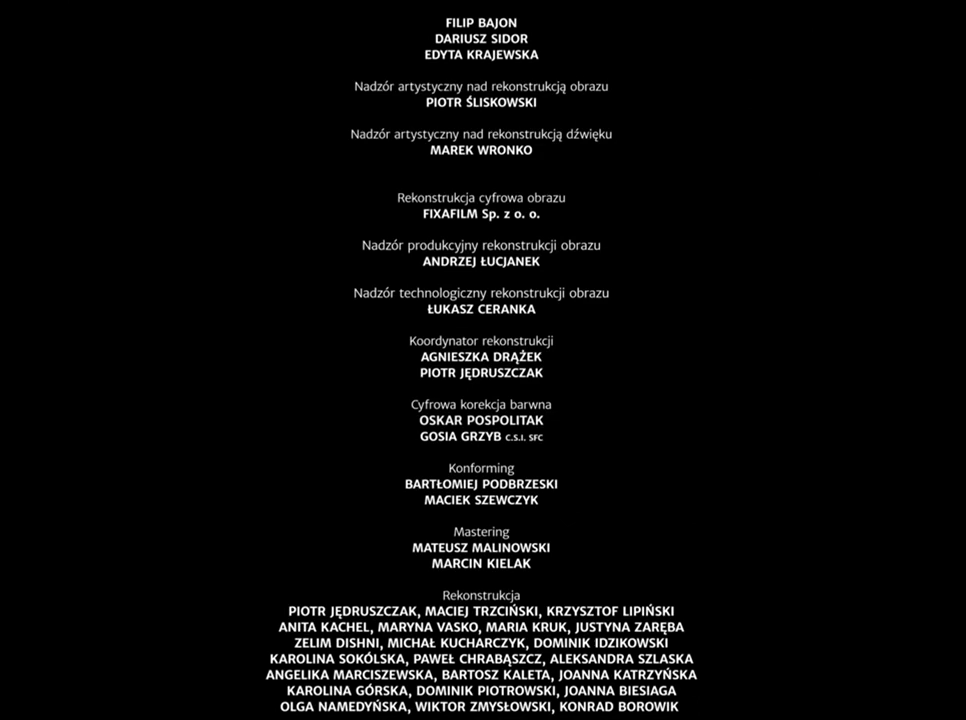 FILIP BAJON
DARIUSZ SIDOR
EDYTA KRAJEWSKA
Nadzór artystyczny nad rekonstrukcją obrazu
PIOTR ŚLISKOWSKI
Nadzór artystyczny nad rekonstrukcją dźwięku
MAREK WRONKO
Rekonstrukcja cyfrowa obrazu
FIXAFILM Sp. z o. o.
Nadzór produkcyjny rekonstrukcji obrazu
ANDRZEJ ŁUCJANEK
Nadzór technologiczny rekonstrukcji obrazu
ŁUKASZ CERANKA
Koordynator rekonstrukcji
AGNIESZKA DRĄŻEK
PIOTR JĘDRUSZCZAK
Cyfrowa korekcja barwna
OSKAR POSPOLITAK
GOSIA GRZYB C.S.I. SFC
Konforming
BARTŁOMIEJ PODBRZESKI
MACIEK SZEWCZYK
Mastering
MATEUSZ MALINOWSKI
MARCIN KIELAK
Rekonstrukcja
PIOTR JĘDRUSZCZAK, MACIEJ TRZCIŃSKI, KRZYSZTOF LIPIŃSKI
ANITA KACHEL, MARYNA VASKO, MARIA KRUK, JUSTYNA ZARĘBA
ZELIM DISHNI, MICHAŁ KUCHARCZYK, DOMINIK IDZIKOWSKI
KAROLINA SOKÓLSKA, PAWEŁ CHRABĄSZCZ, ALEKSANDRA SZLASKA
ANGELIKA MARCISZEWSKA, BARTOSZ KALETA, JOANNA KATRZYŃSKA
KAROLINA GÓRSKA, DOMINIK PIOTROWSKI, JOANNA BIESIAGA
OLGA NAMEDYŃSKA, WIKTOR ZMYSŁOWSKI, KONRAD BOROWIK